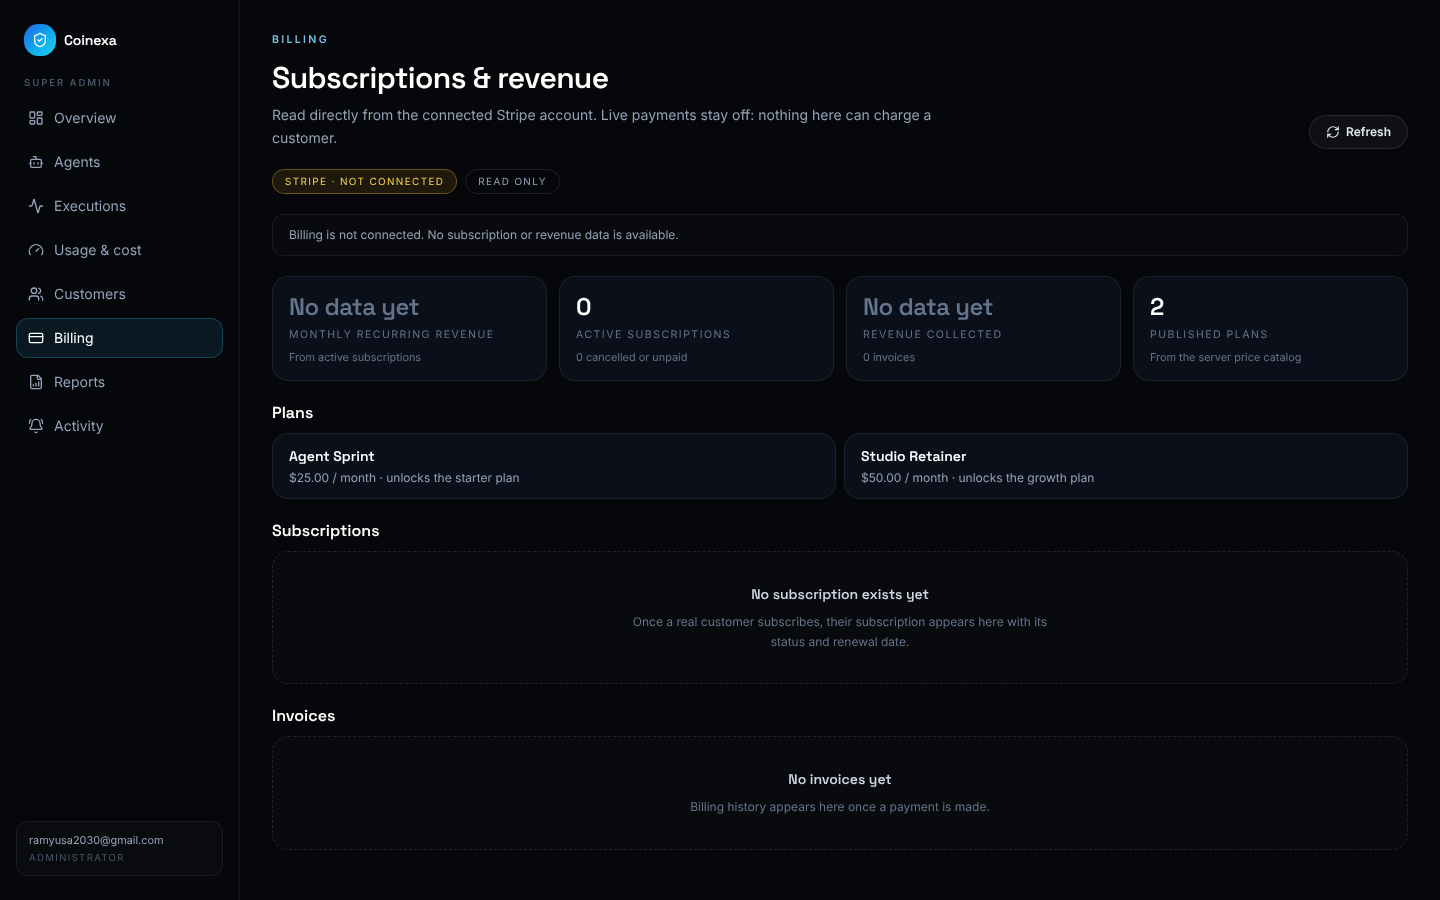 Coinexa
SUPER ADMIN
Overview
Agents
Executions
Usage & cost
Customers
Billing
Reports
Activity
ramyusa2030@gmail.com
ADMINISTRATOR
BILLING
Subscriptions & revenue
Read directly from the connected Stripe account. Live payments stay off: nothing here can charge a
customer.
Refresh
STRIPE · NOT CONNECTED
READ ONLY
Billing is not connected. No subscription or revenue data is available.
No data yet
MONTHLY RECURRING REVENUE
From active subscriptions
0
ACTIVE SUBSCRIPTIONS
0 cancelled or unpaid
No data yet
REVENUE COLLECTED
0 invoices
2
PUBLISHED PLANS
From the server price catalog
Plans
Agent Sprint
$25.00 / month · unlocks the starter plan
Studio Retainer
$50.00 / month · unlocks the growth plan
Subscriptions
No subscription exists yet
Once a real customer subscribes, their subscription appears here with its
status and renewal date.
Invoices
No invoices yet
Billing history appears here once a payment is made.